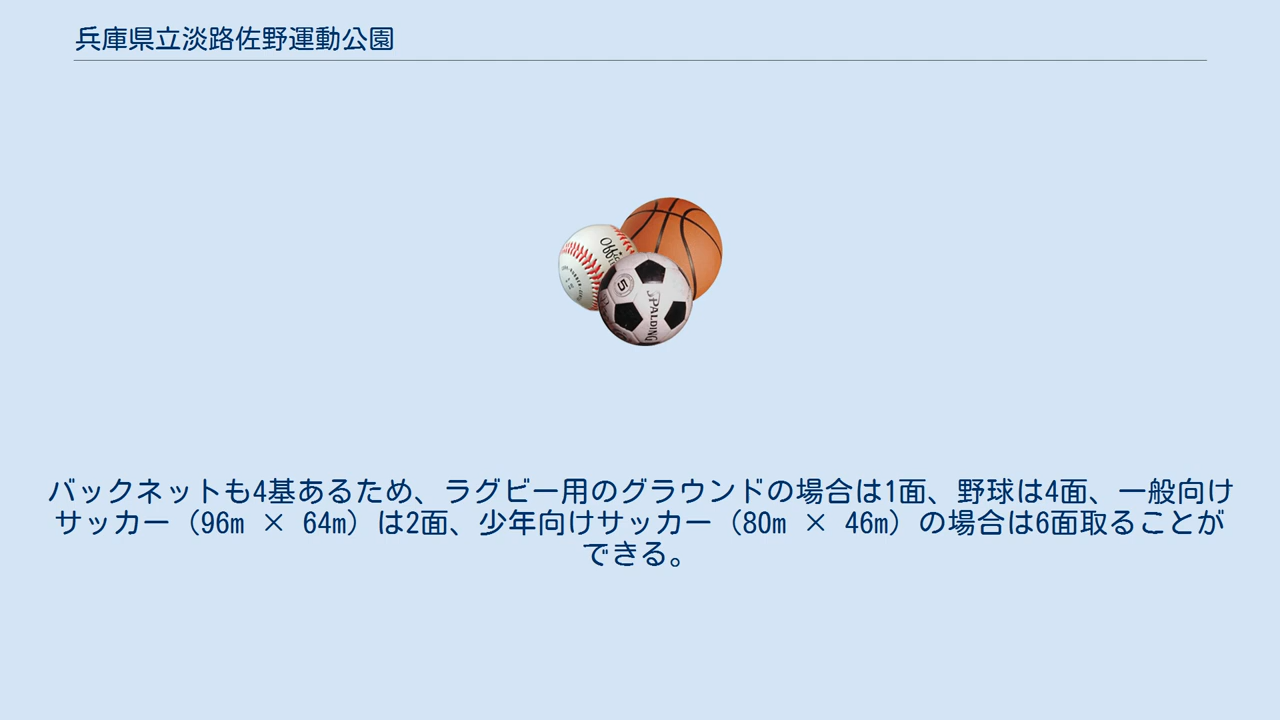 兵庫県立淡路佐野運動公園
Offici
5
SPALDING
バックネットも4基あるため、ラグビー用のグラウンドの場合は1面、野球は4面、一般向け
サッカー（96m × 64m）は2面、少年向けサッカー（80m × 46m）の場合は6面取ることが
できる。